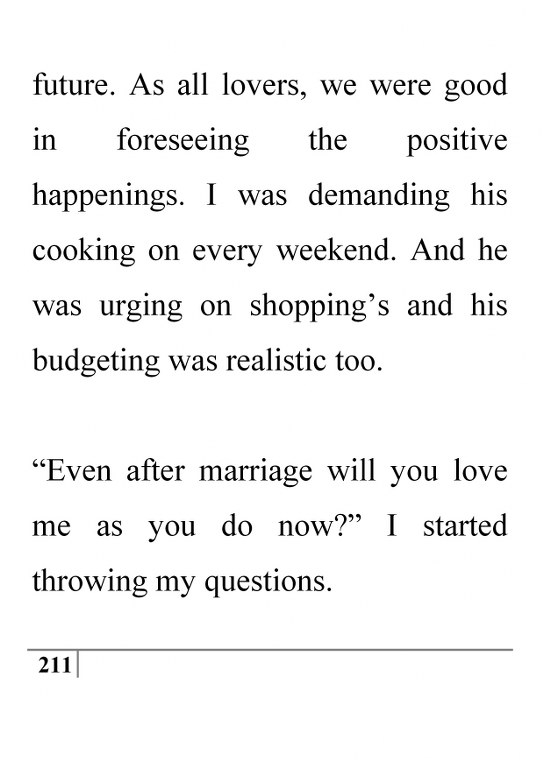 future. As all lovers, we were good
in foreseeing the positive
happenings. I was demanding his
cooking on every weekend. And he
was urging on shopping’s and his
budgeting was realistic too.
“Even after marriage will you love
me as you do now?” I started
throwing my questions.
211